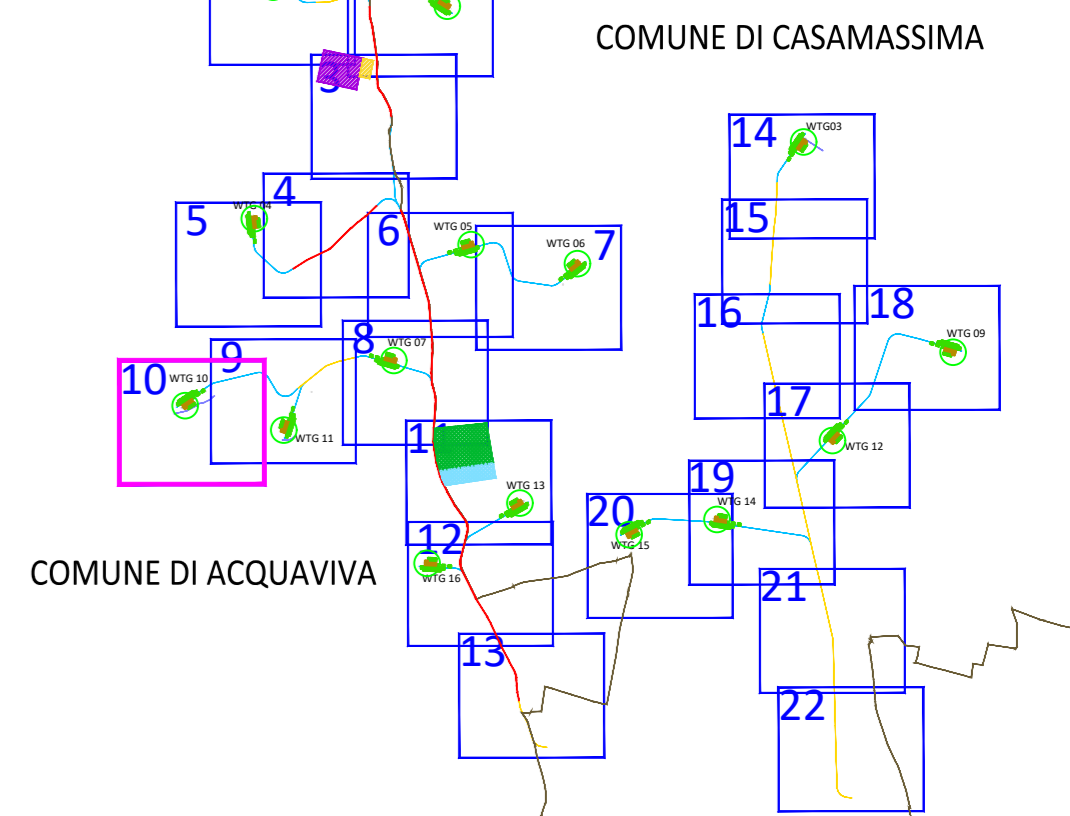 COMUNE DI CASAMASSIMA
3
14
WTG03
4
5
WTG 04
15
6
WTG 05
7
WTG 06
16
18
8
WTG 07
9
WTG 09
10
WTG 10
17
11
WTG 11
WTG 12
19
WTG 13
20
WTG 14
12
WTG 15
COMUNE DI ACQUAVIVA
WTG 16
21
13
22